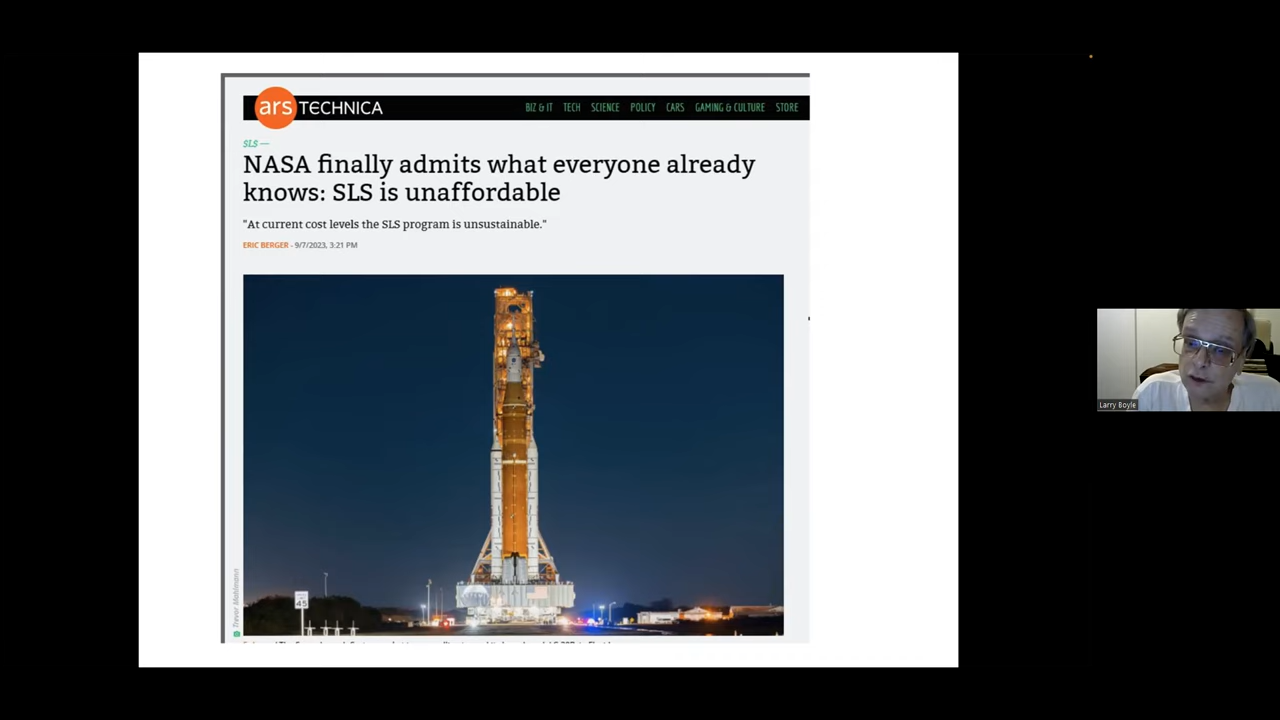 ars TECHNICA
BIZ & IT TECH SCIENCE POLICY CARS GAMING & CULTURE STORE
SLS —
NASA finally admits what everyone already
knows: SLS is unaffordable
"At current cost levels the SLS program is unsustainable."
ERIC BERGER - 9/7/2023, 3:21 PM
45
Trevor Mahlmann
Larry Boyle